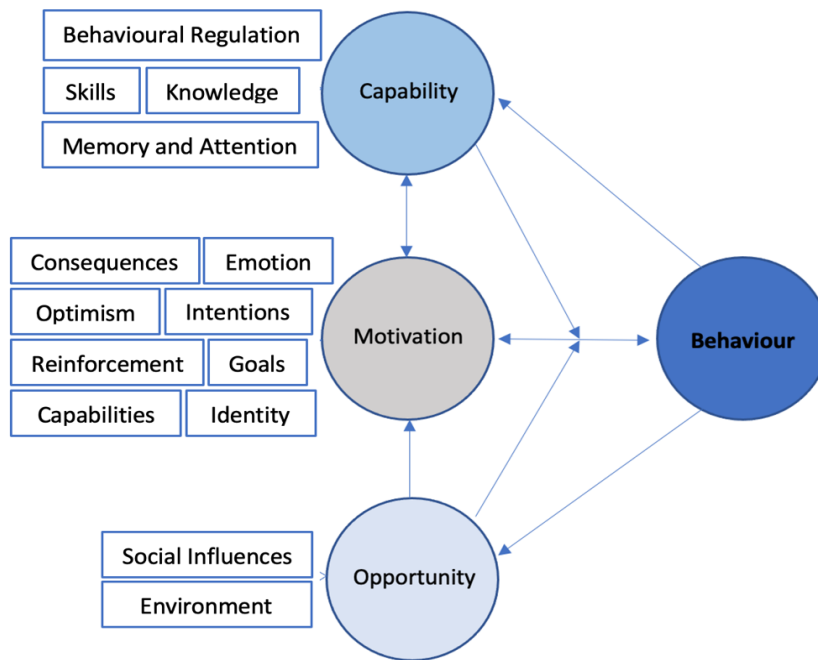 Behavioural Regulation
Skills
Knowledge
Memory and Attention
Capability
Consequences
Emotion
Optimism
Intentions
Reinforcement
Goals
Capabilities
Identity
Motivation
Behaviour
Social Influences
Environment
Opportunity